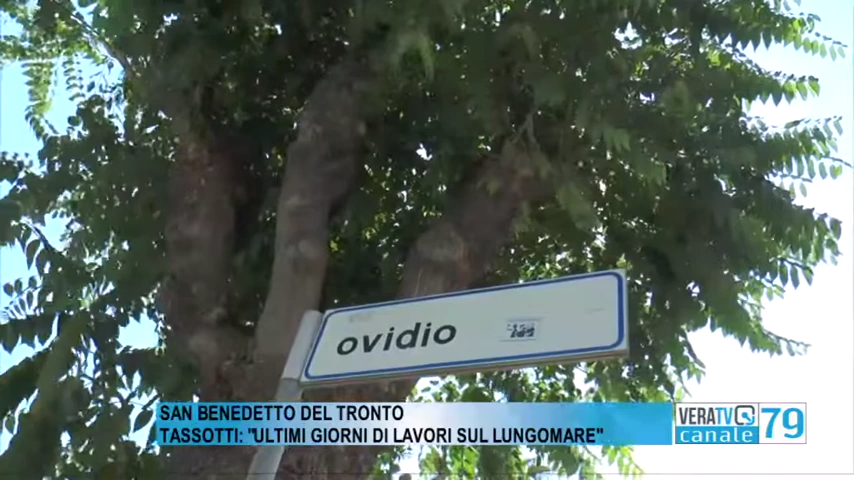 ovidio
SAN BENEDETTO DEL TRONTO
TASSOTTI: "ULTIMI GIORNI DI LAVORI SUL LUNGOMARE"
VERATV
canale 79